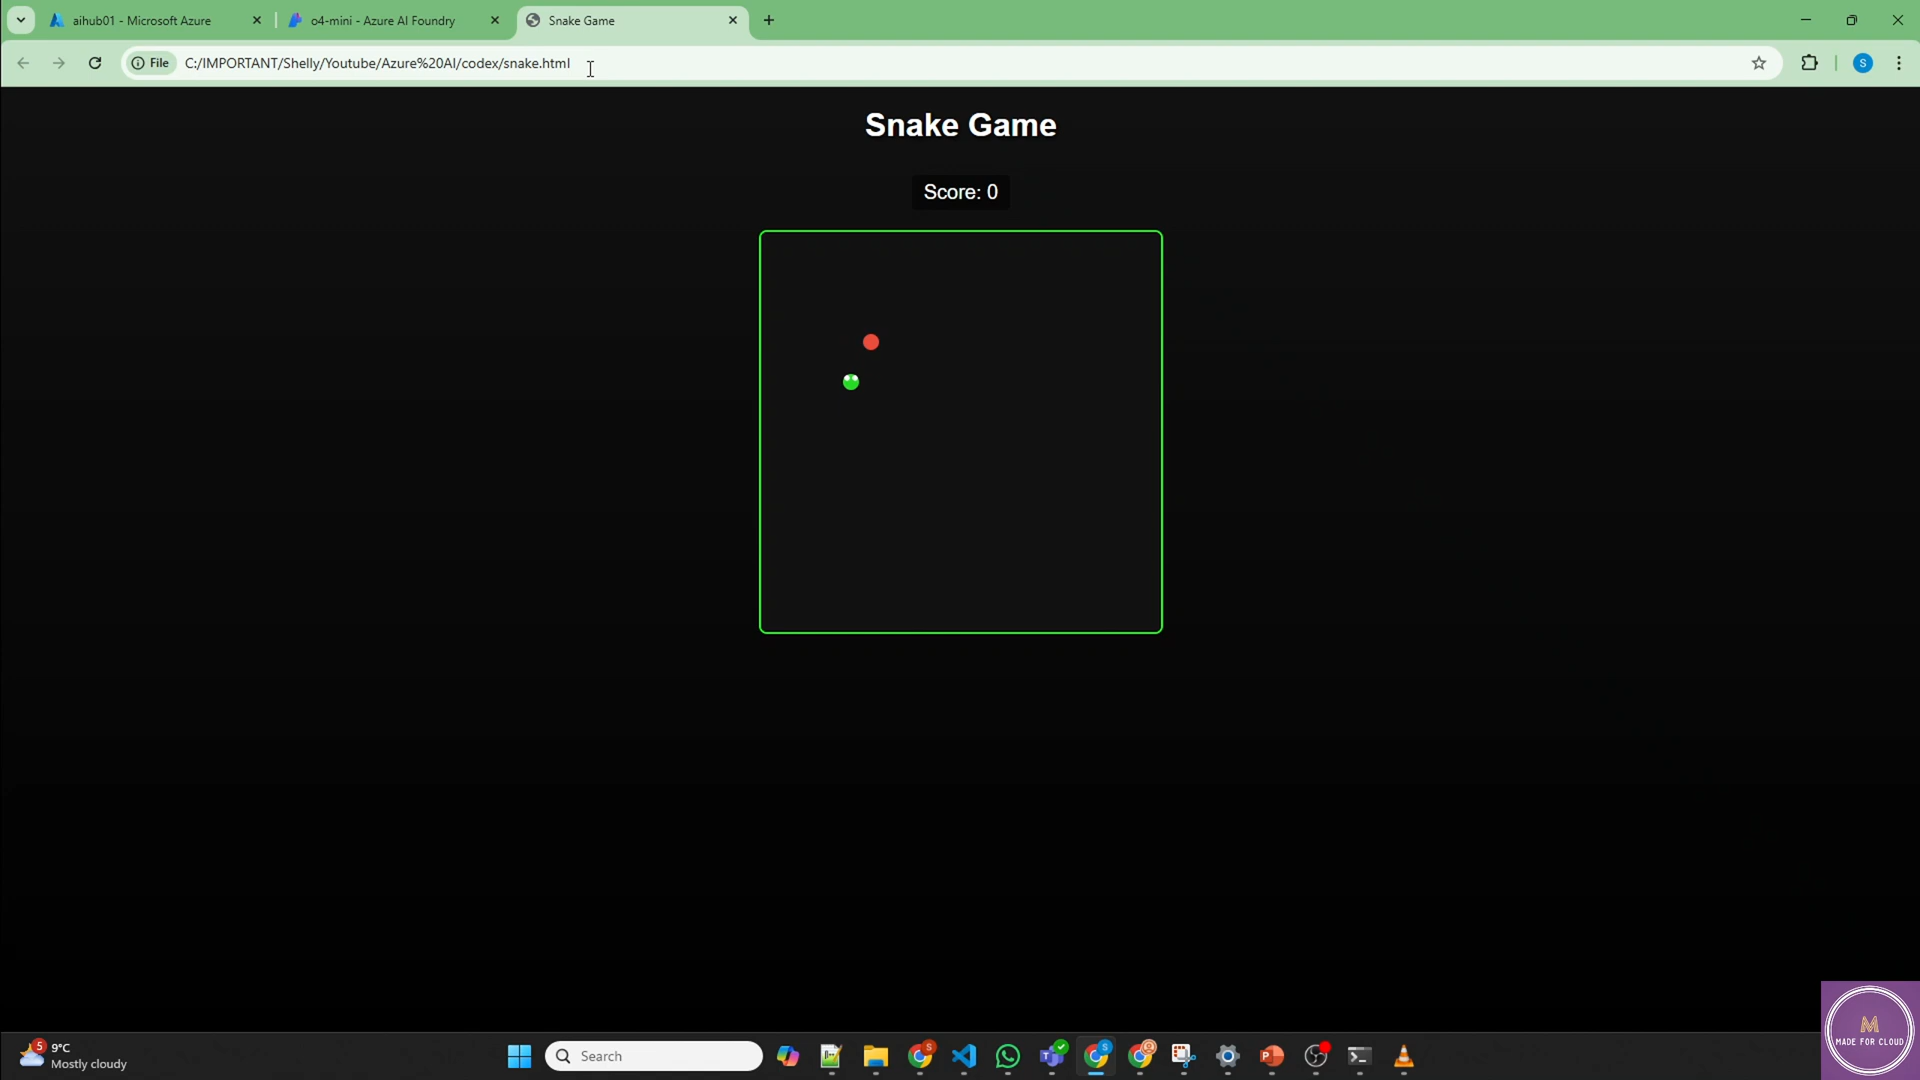 aihub01 - Microsoft Azure
o4-mini - Azure AI Foundry
Snake Game
File
C:/IMPORTANT/Shelly/Youtube/Azure%20AI/codex/snake.html
S
Snake Game
Score: 0
5
9°C
Mostly cloudy
Search
S
S
P
M
MADE FOR CLOUD